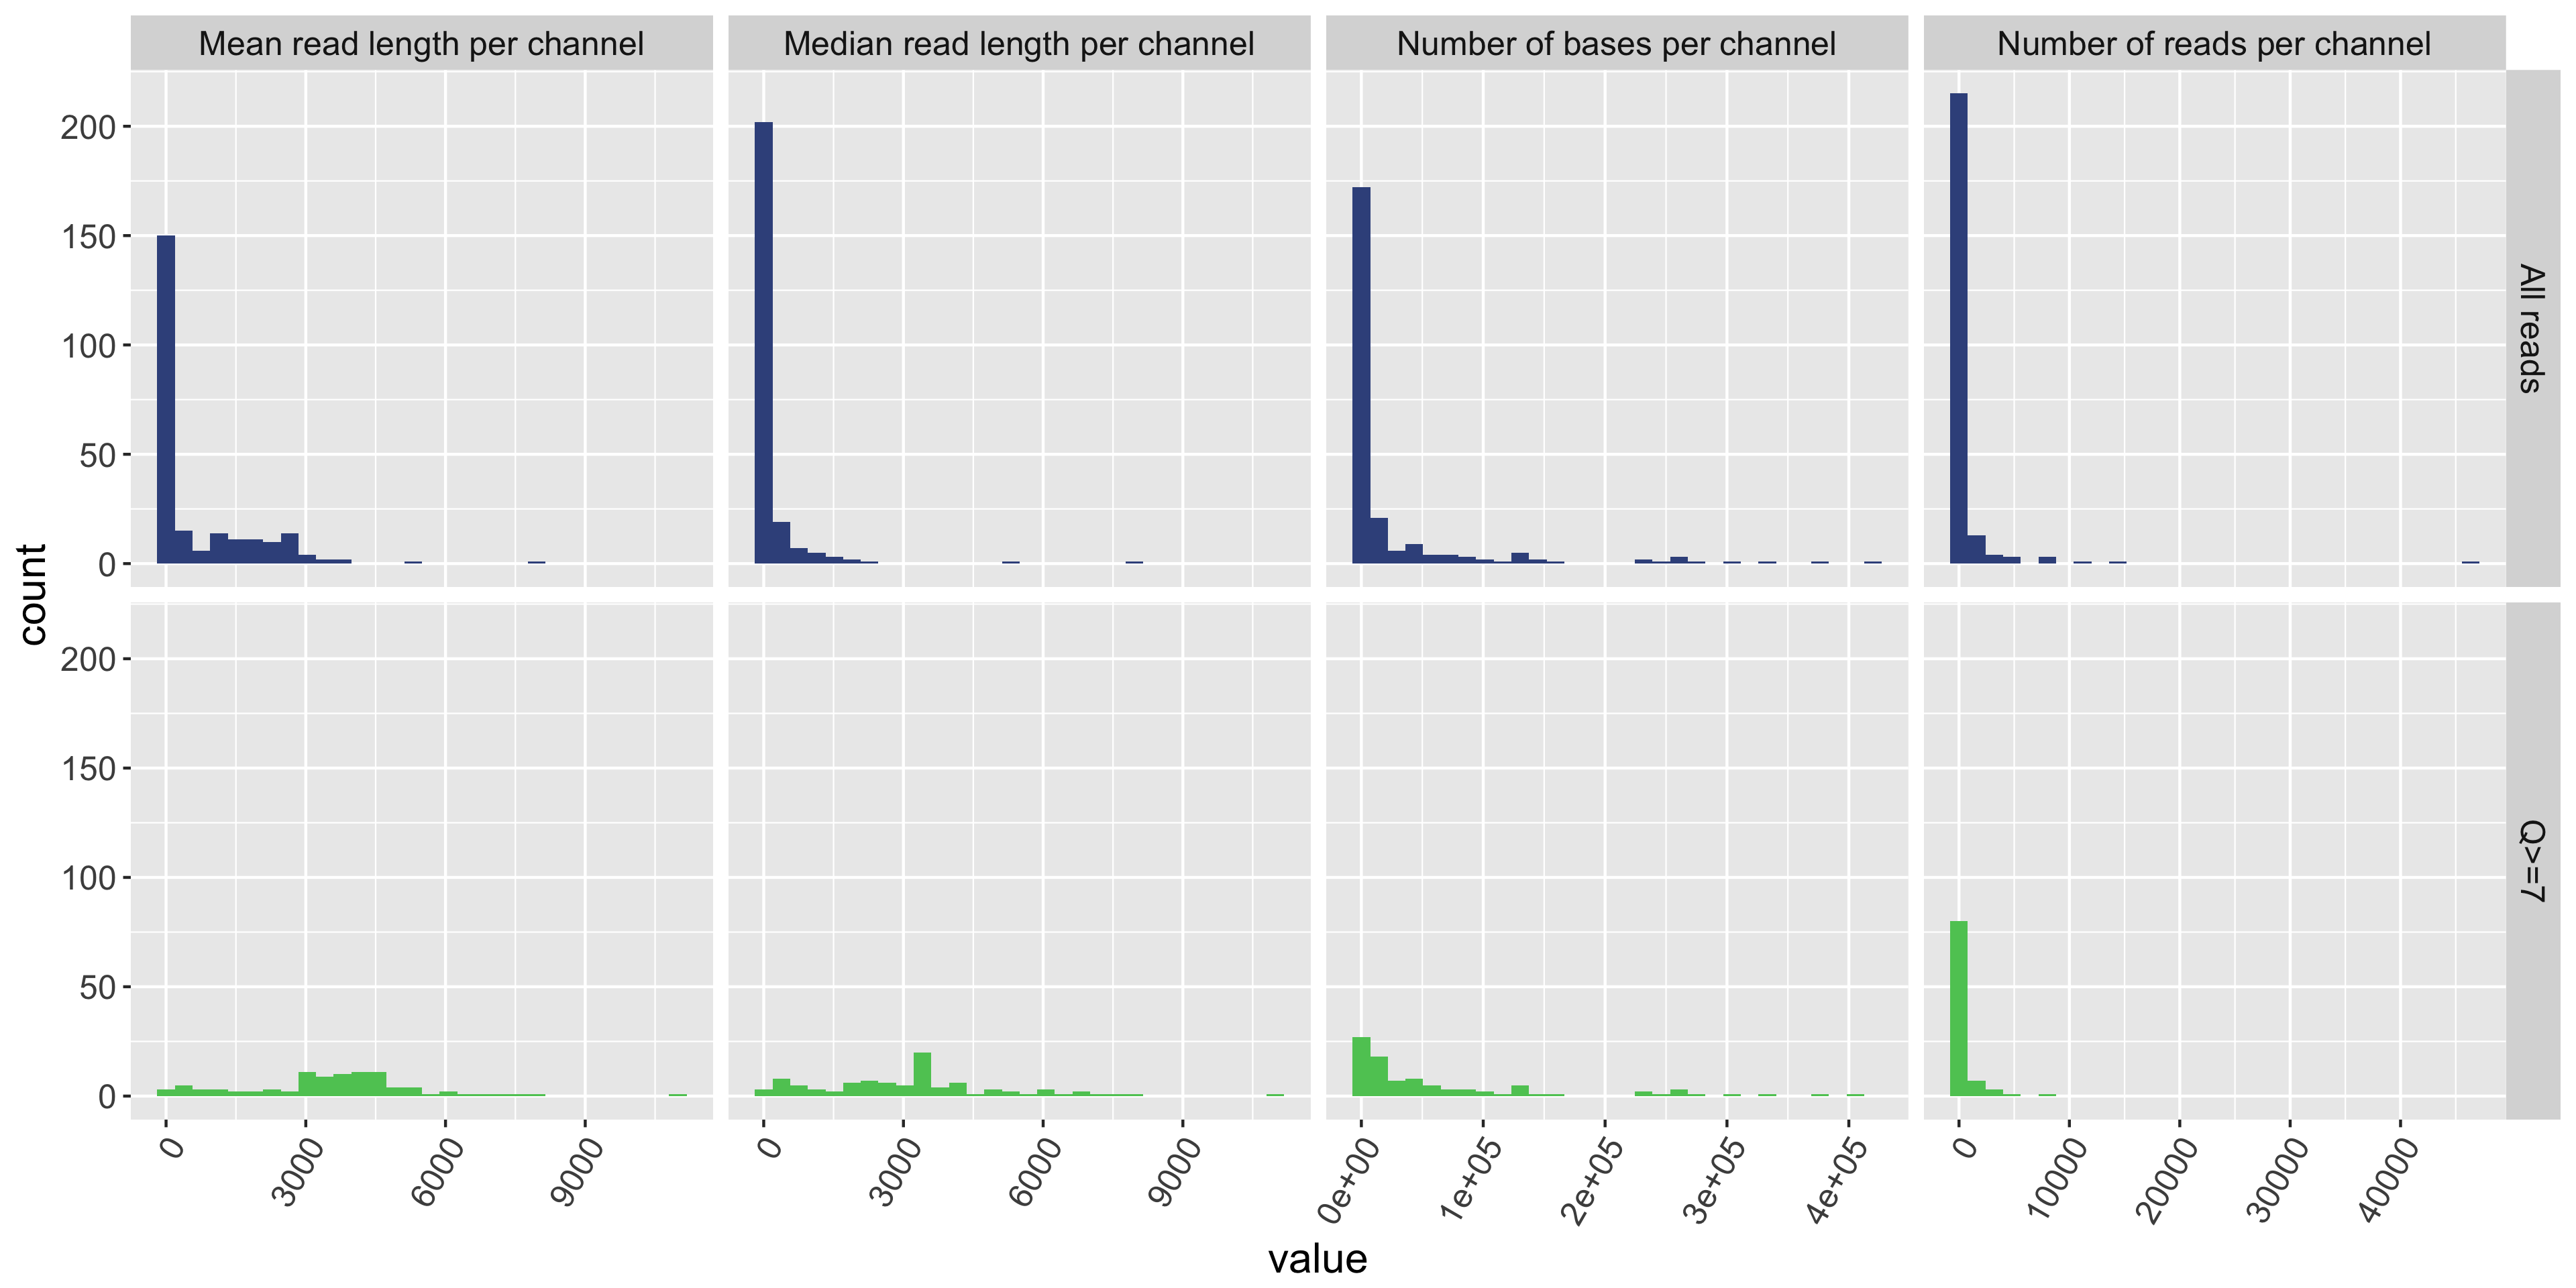 Mean read length per channel
Median read length per channel
Number of bases per channel
Number of reads per channel
200
150
100
50
0
All reads
count
200
150
100
50
0
Q>=7
0
3000
6000
9000
0
3000
6000
9000
0e+00
1e+05
2e+05
3e+05
4e+05
0
10000
20000
30000
40000
value